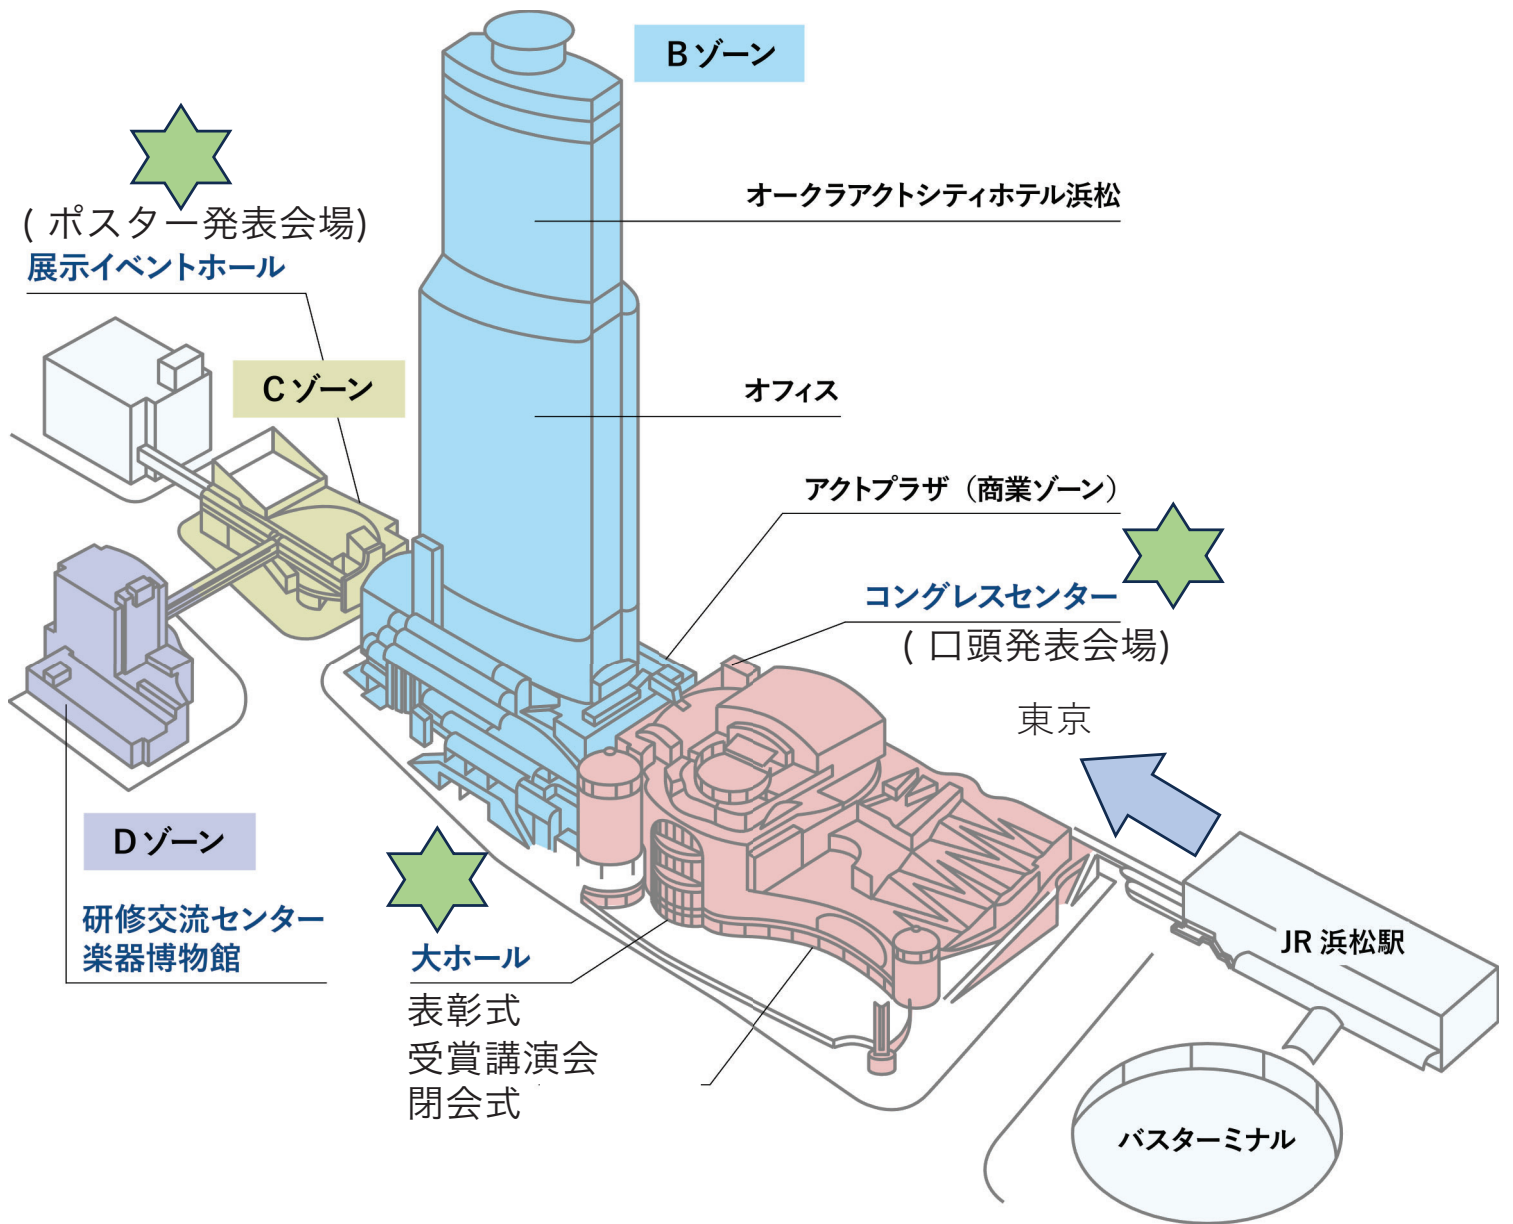 Bゾーン
オークラアクトシティホテル浜松
( ポスター発表会場)
展示イベントホール
Cゾーン
オフィス
アクトプラザ（商業ゾーン）
コングレスセンター
( 口頭発表会場)
東京
Dゾーン
研修交流センター
楽器博物館
大ホール
表彰式
受賞講演会
閉会式
JR 浜松駅
バスターミナル